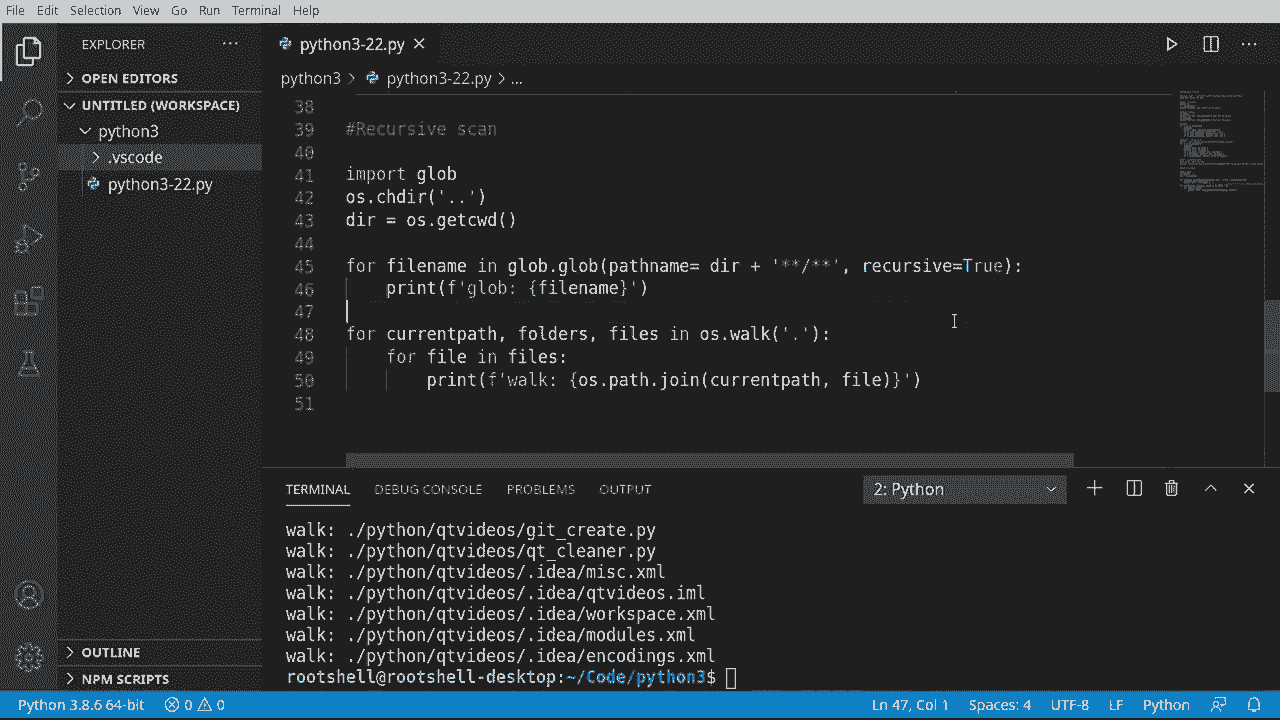 File Edit Selection View Go Run Terminal Help
EXPLORER ...
python3-22.py
OPEN EDITORS
UNTITLED (WORKSPACE)
python3
.vscode
python3-22.py
OUTLINE
NPM SCRIPTS
python3 > python3-22.py > ...
38
39 #Recursive scan
40
41 import glob
42 os.chdir('..')
43 dir = os.getcwd()
44
45 for filename in glob.glob(pathname= dir + '**/**', recursive=True):
46     print(f'glob: {filename}')
47
48 for currentpath, folders, files in os.walk('.'):
49     for file in files:
50         print(f'walk: {os.path.join(currentpath, file)}')
51
TERMINAL DEBUG CONSOLE PROBLEMS OUTPUT 2: Python
walk: ./python/qtvideos/git_create.py
walk: ./python/qtvideos/qt_cleaner.py
walk: ./python/qtvideos/.idea/misc.xml
walk: ./python/qtvideos/.idea/qtvideos.iml
walk: ./python/qtvideos/.idea/workspace.xml
walk: ./python/qtvideos/.idea/modules.xml
walk: ./python/qtvideos/.idea/encodings.xml
rootshell@rootshell-desktop:~/Code/python3$
Python 3.8.6 64-bit 0 0 Ln 47, Col 1 Spaces: 4 UTF-8 LF Python